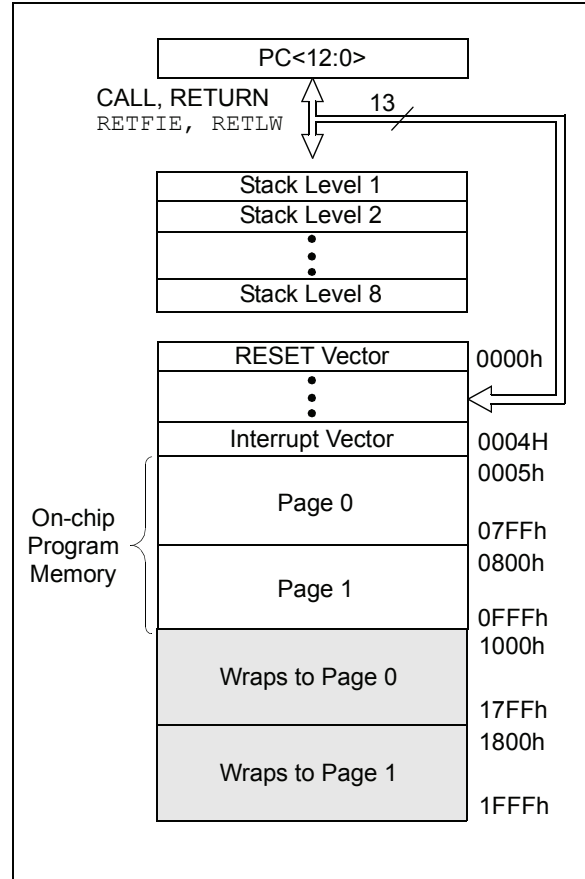 PC<12:0>
CALL, RETURN
RETFIE, RETLW
13
Stack Level 1
Stack Level 2
Stack Level 8
RESET Vector
0000h
Interrupt Vector
0004H
0005h
On-chip
Program
Memory
Page 0
07FFh
0800h
Page 1
0FFFh
1000h
Wraps to Page 0
17FFh
1800h
Wraps to Page 1
1FFFh